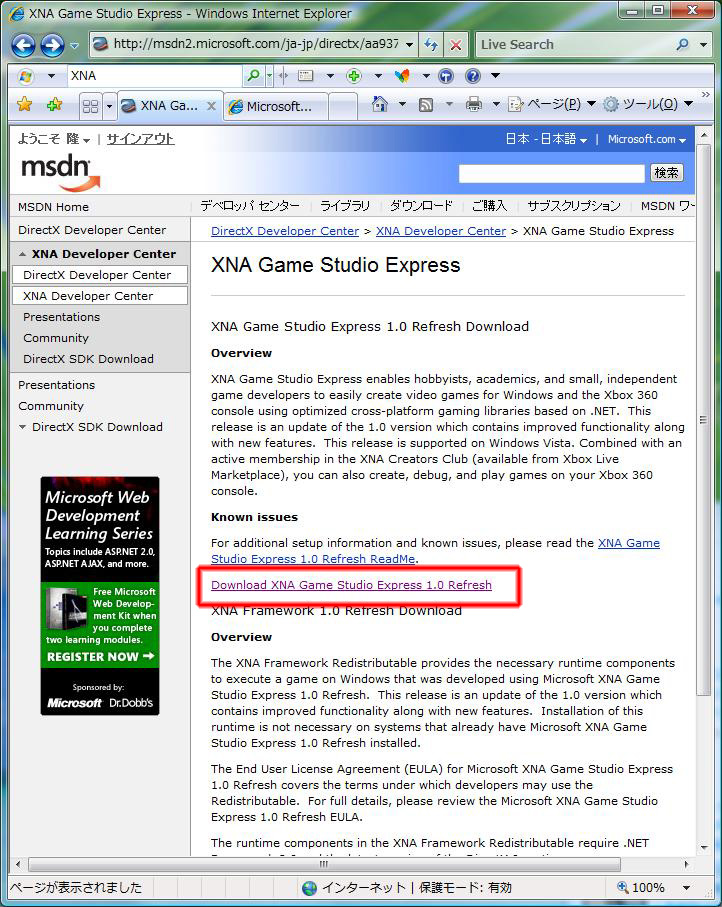 XNA Game Studio Express - Windows Internet Explorer
http://msdn2.microsoft.com/ja-jp/directx/aa937
Live Search
XNA
XNA Ga...
Microsoft...
ページ(P)
ツール(O)
ようこそ 隆 | サインアウト
日本 - 日本語 | Microsoft.com
msdn
検索
MSDN Home
デベロッパ センター | ライブラリ | ダウンロード | ご購入 | サブスクリプション | MSDN ワー
DirectX Developer Center
XNA Developer Center
DirectX Developer Center
XNA Developer Center
Presentations
Community
DirectX SDK Download
Presentations
Community
DirectX SDK Download
Microsoft Web
Development
Learning Series
Topics include ASP.NET 2.0,
ASP.NET AJAX, and more.
Free Microsoft
Web Develop-
ment Kit when
you complete
two learning modules.
REGISTER NOW
Sponsored by:
Microsoft Dr.Dobb's
DirectX Developer Center > XNA Developer Center > XNA Game Studio Express
XNA Game Studio Express
XNA Game Studio Express 1.0 Refresh Download
Overview
XNA Game Studio Express enables hobbyists, academics, and small, independent
game developers to easily create video games for Windows and the Xbox 360
console using optimized cross-platform gaming libraries based on .NET. This
release is an update of the 1.0 version which contains improved functionality along
with new features. This release is supported on Windows Vista. Combined with an
active membership in the XNA Creators Club (available from Xbox Live
Marketplace), you can also create, debug, and play games on your Xbox 360
console.
Known issues
For additional setup information and known issues, please read the XNA Game
Studio Express 1.0 Refresh ReadMe.
Download XNA Game Studio Express 1.0 Refresh
XNA Framework 1.0 Refresh Download
Overview
The XNA Framework Redistributable provides the necessary runtime components
to execute a game on Windows that was developed using Microsoft XNA Game
Studio Express 1.0 Refresh. This release is an update of the 1.0 version which
contains improved functionality along with new features. Installation of this
runtime is not necessary on systems that already have Microsoft XNA Game
Studio Express 1.0 Refresh installed.
The End User License Agreement (EULA) for Microsoft XNA Game Studio Express
1.0 Refresh covers the terms under which developers may use the
Redistributable. For full details, please review the Microsoft XNA Game Studio
Express 1.0 Refresh EULA.
The runtime components in the XNA Framework Redistributable require .NET
ページが表示されました
インターネット | 保護モード: 有効
100%